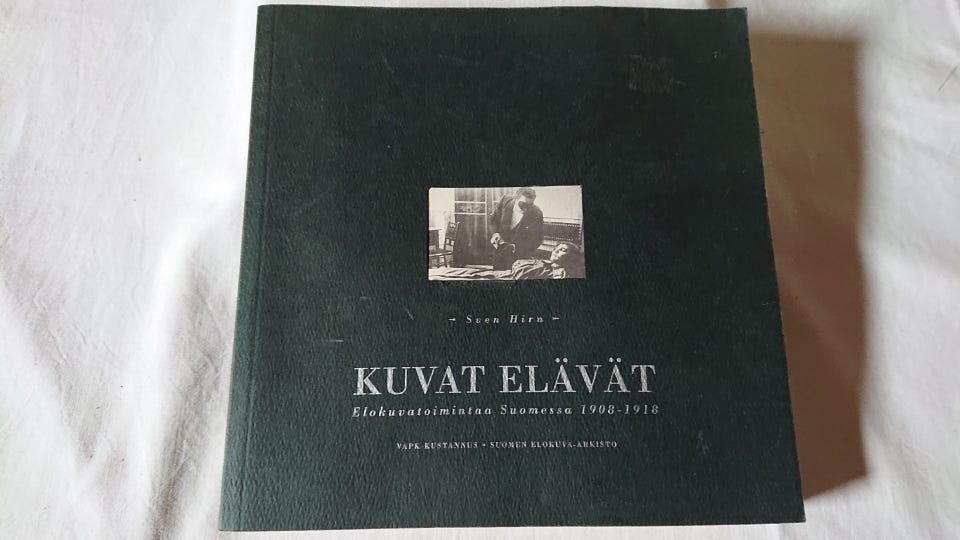 - Sven Hirn -
KUVAT ELÄVÄT
Elokuvatoimintaa Suomessa 1908-1918
VAPK-KUSTANNUS • SUOMEN ELOKUVA-ARKISTO